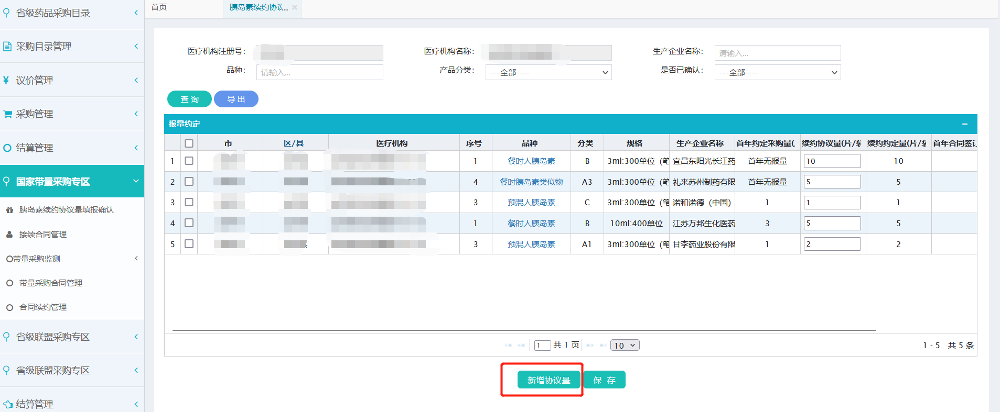 省级药品采购目录
采购目录管理
议价管理
采购管理
结算管理
国家带量采购专区
胰岛素续约协议量填报确认
接续合同管理
带量采购监测
带量采购合同管理
合同续约管理
省级联盟采购专区
省级联盟采购专区
结算管理
首页 胰岛素续约协议...
医疗机构注册号： 医疗机构名称： 生产企业名称： 请输入...
品种： 请输入... 产品分类： ---全部---- 是否已确认： ---全部----
查 询 导 出
报量约定
市 区/县 医疗机构 序号 品种 分类 规格 生产企业名称 首年约定采购量( 续约协议量(片/ 续约约定量(片/ 首年合同签
1 1 餐时人胰岛素 B 3ml:300单位（笔 宜昌东阳光长江药 首年无报量 10 10
2 4 餐时胰岛素类似物 A3 3ml:300单位（笔 礼来苏州制药有限 首年无报量 5 5
3 3 预混人胰岛素 C 3ml:300单位（笔 诺和诺德（中国） 1 1 1
4 1 餐时人胰岛素 B 10ml:400单位 江苏万邦生化医药 3 5 5
5 3 预混人胰岛素 A1 3ml:300单位（笔 甘李药业股份有限 1 2 2
1 共 1 页 10 1 - 5 共 5 条
新增协议量 保 存